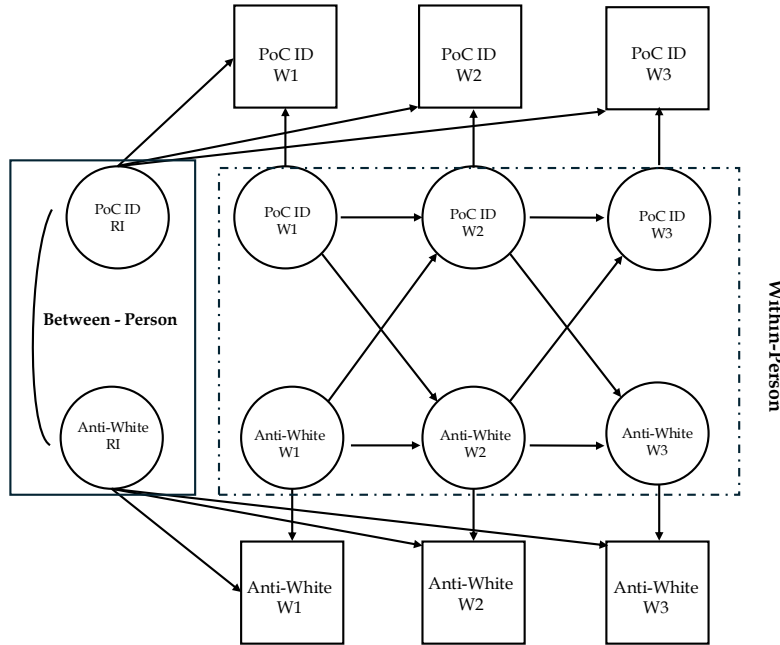 PoC ID
W1
PoC ID
W2
PoC ID
W3
PoC ID
RI
PoC ID
W1
PoC ID
W2
PoC ID
W3
Between - Person
Within-Person
Anti-White
RI
Anti-White
W1
Anti-White
W2
Anti-White
W3
Anti-White
W1
Anti-White
W2
Anti-White
W3